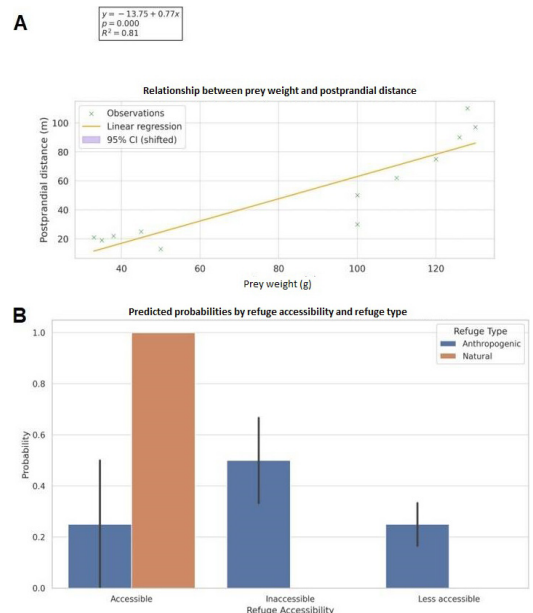 A
y = −13.75 + 0.77x
p = 0.000
R² = 0.81
Relationship between prey weight and postprandial distance
Observations
Linear regression
95% CI (shifted)
Postprandial distance (m)
100
80
60
40
20
40
60
80
100
120
Prey weight (g)
B
Predicted probabilities by refuge accessibility and refuge type
Refuge Type
Anthropogenic
Natural
Probability
1.0
0.8
0.6
0.4
0.2
0.0
Accessible
Inaccessible
Less accessible
Refuge Accessibility